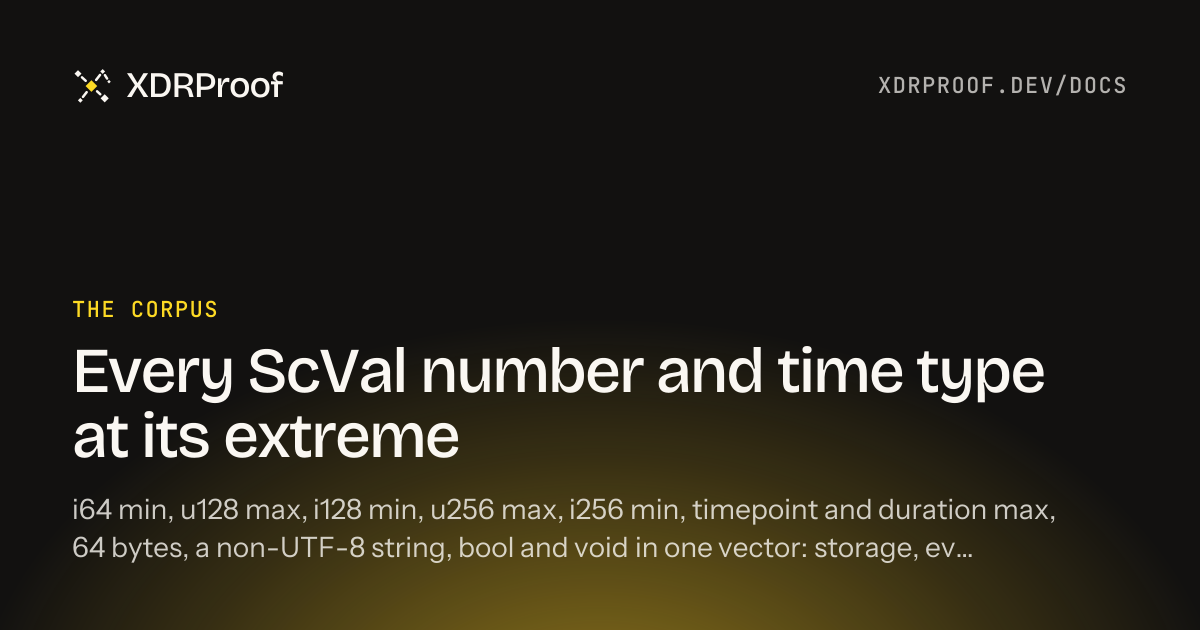 XDRProof
XDRPROOF.DEV/DOCS
THE CORPUS
Every ScVal number and time type
at its extreme
i64 min, u128 max, i128 min, u256 max, i256 min, timepoint and duration max,
64 bytes, a non-UTF-8 string, bool and void in one vector: storage, ev...